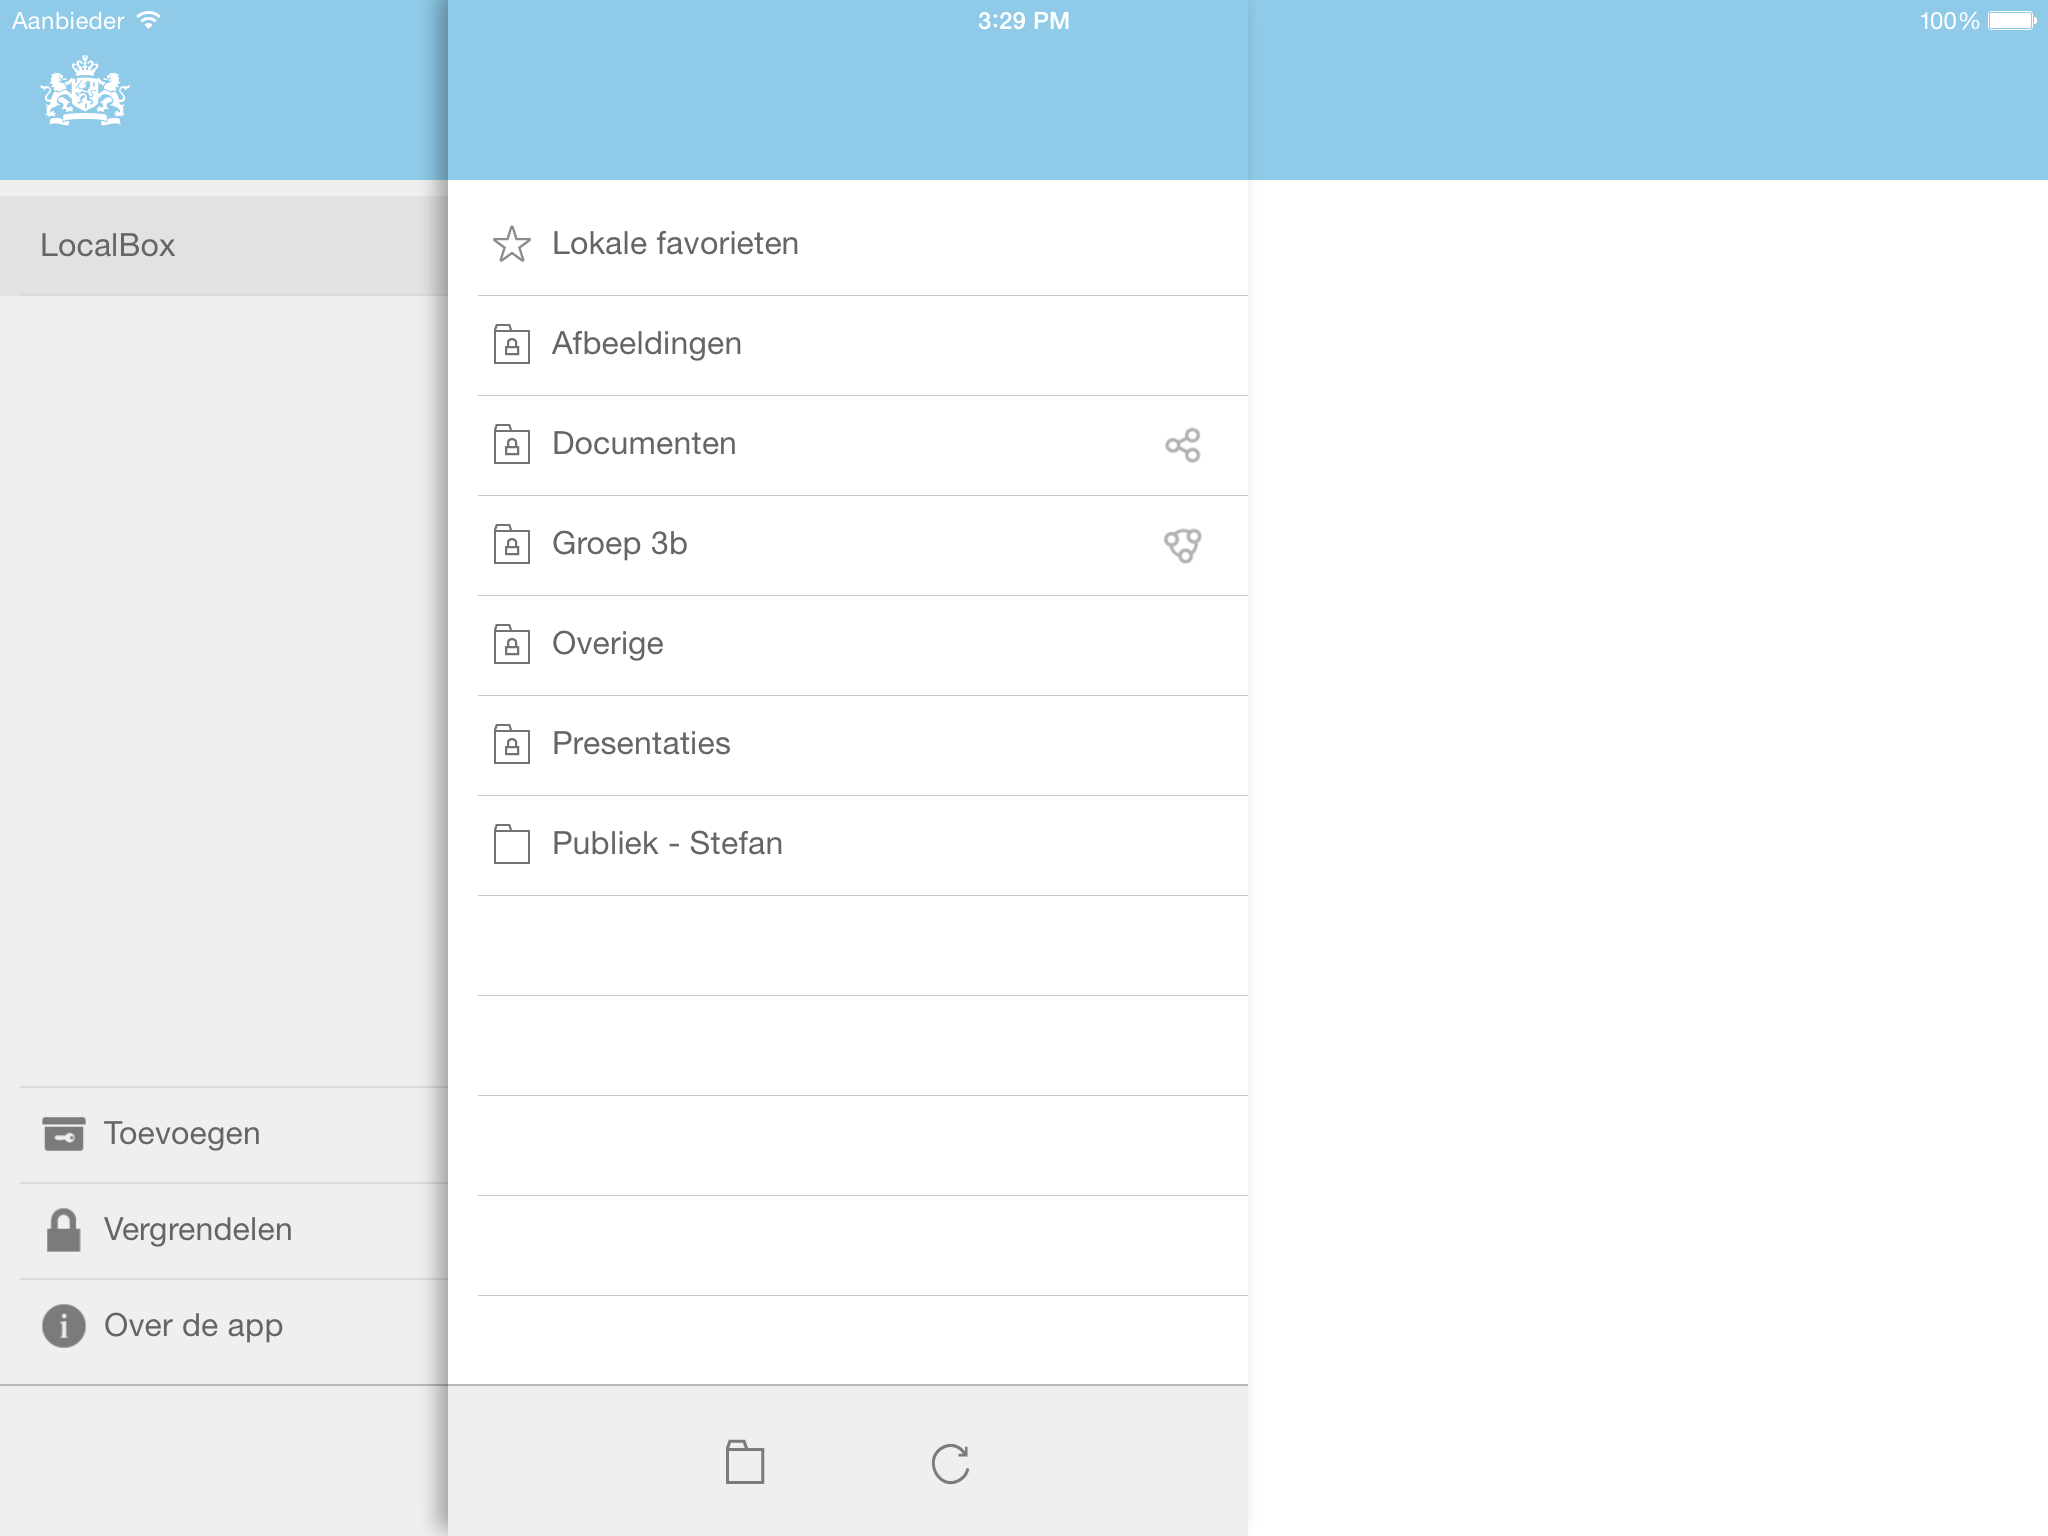 Aanbieder
3:29 PM
100%
LocalBox
Lokale favorieten
Afbeeldingen
Documenten
Groep 3b
Overige
Presentaties
Publiek - Stefan
Toevoegen
Vergrendelen
Over de app